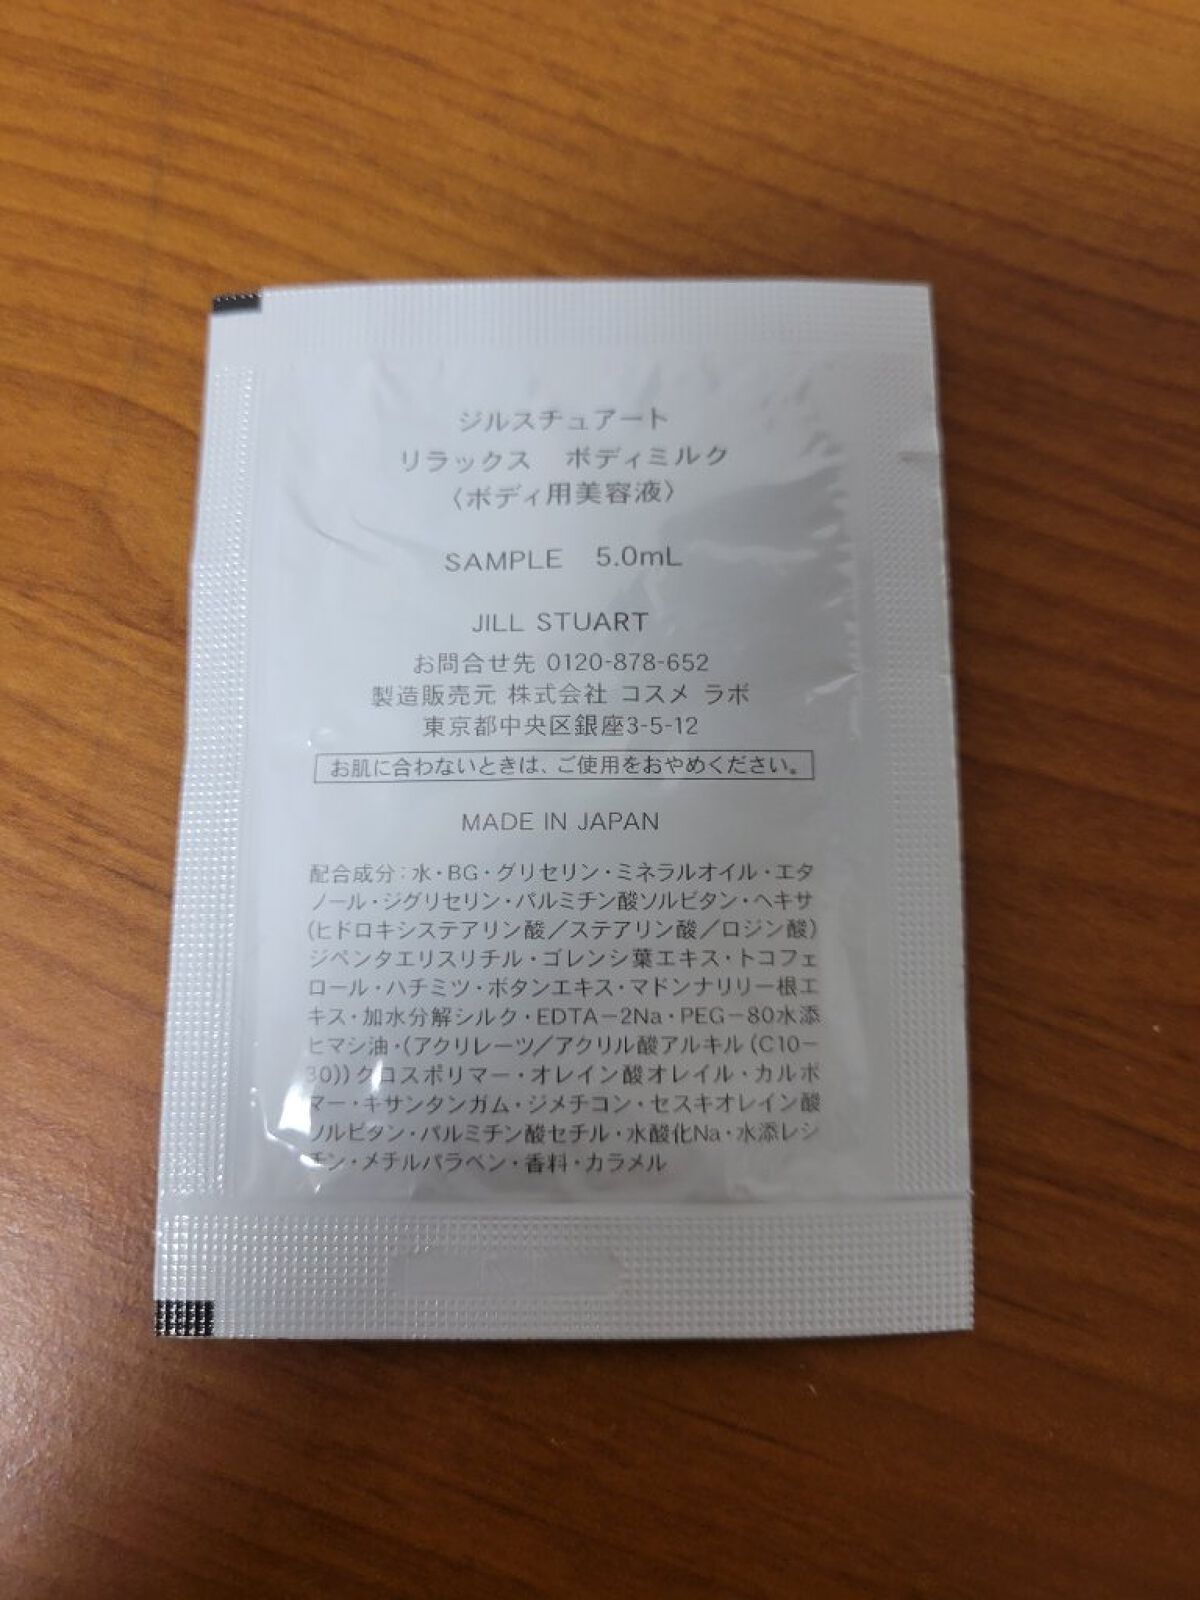 ジルスチュアート
リラックス ボディミルク
〈ボディ用美容液〉
SAMPLE 5.0mL
JILL STUART
お問合せ先 0120-878-652
製造販売元 株式会社 コスメ ラボ
東京都中央区銀座3-5-12
お肌に合わないときは、ご使用をおやめください。
MADE IN JAPAN
配合成分：水・BG・グリセリン・ミネラルオイル・エタ
ノール・ジグリセリン・パルミチン酸ソルビタン・ヘキサ
(ヒドロキシステアリン酸／ステアリン酸／ロジン酸)
ジペンタエリスリチル・ゴレンシ葉エキス・トコフェ
ロール・ハチミツ・ボタンエキス・マドンナリリー根エ
キス・加水分解シルク・EDTA－2Na・PEG－80水添
ヒマシ油・(アクリレーツ／アクリル酸アルキル(C10－
30))クロスポリマー・オレイン酸オレイル・カルボ
マー・キサンタンガム・ジメチコン・セスキオレイン酸
ソルビタン・パルミチン酸セチル・水酸化Na・水添レシ
チン・メチルパラベン・香料・カラメル